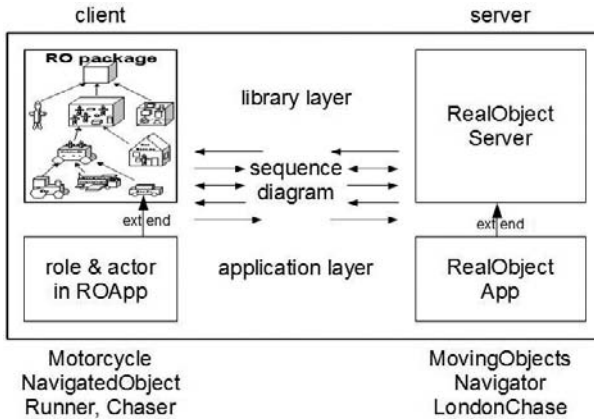 client
server
RO package
library layer
RealObject
Server
sequence
diagram
extend
extend
role & actor
in ROApp
application layer
RealObject
App
Motorcycle
NavigatedObject
Runner, Chaser
MovingObjects
Navigator
LondonChase